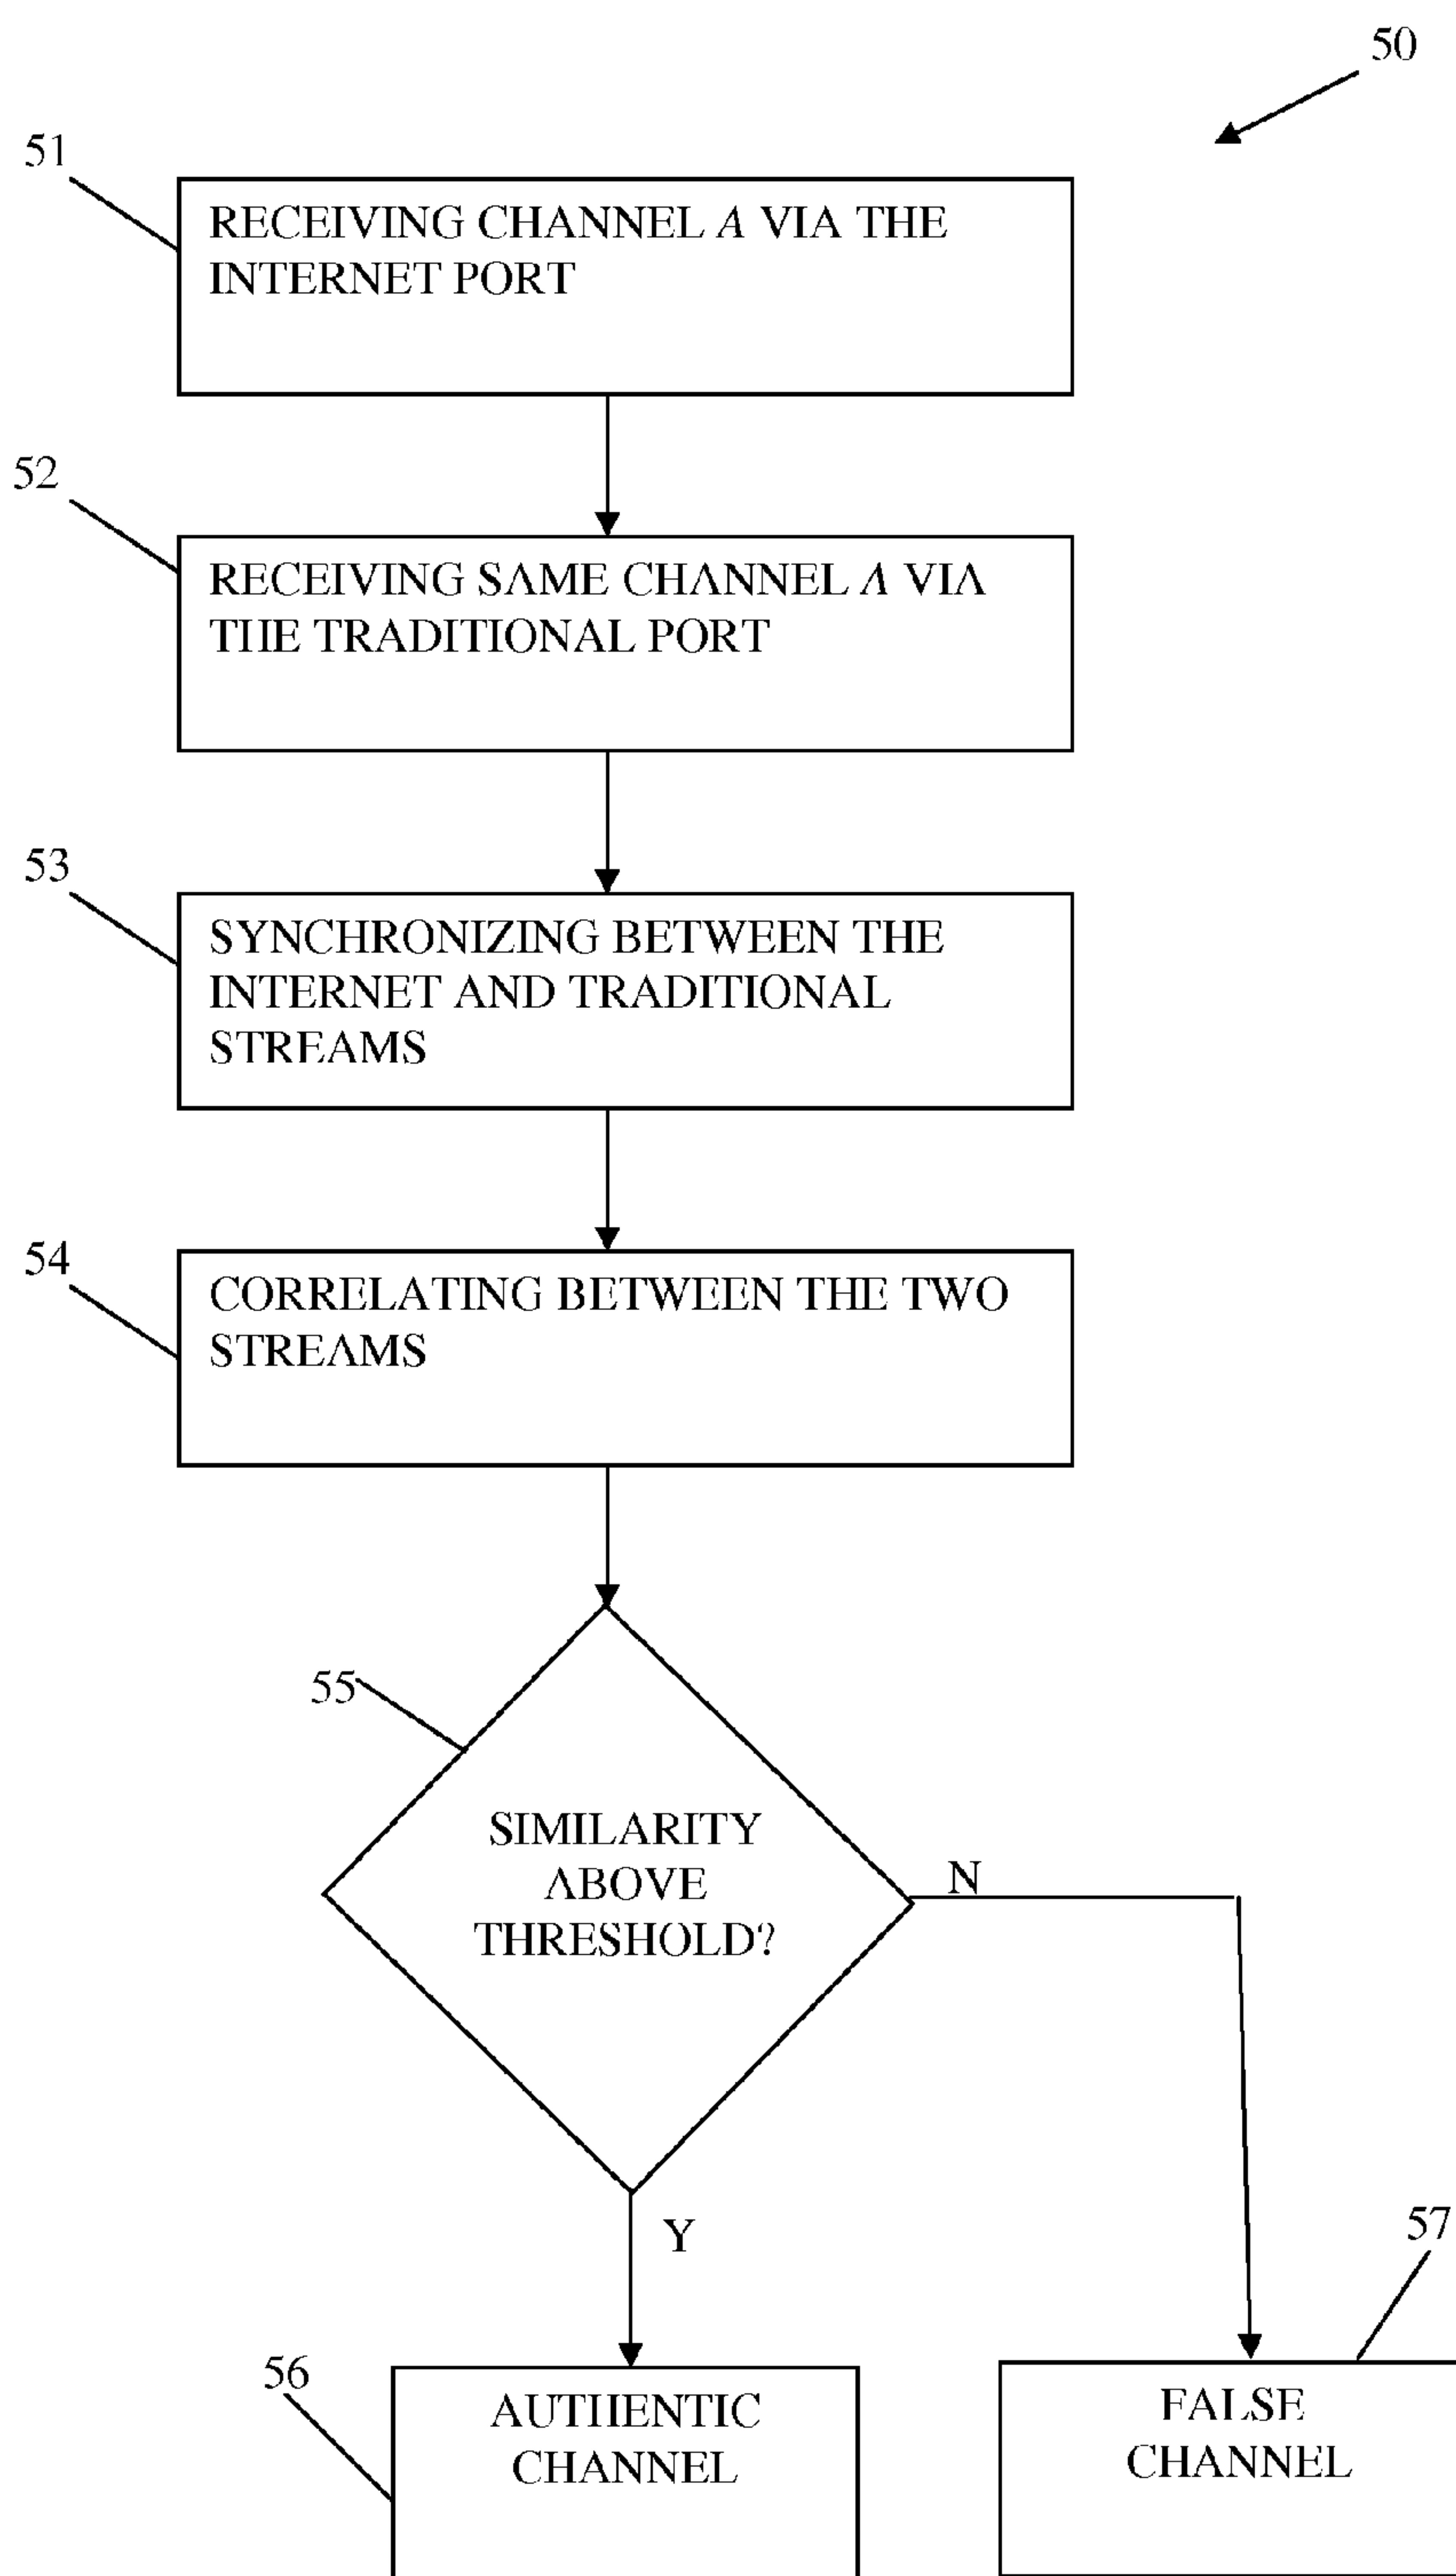 50
51
RECEIVING CHANNEL A VIA THE
INTERNET PORT
52
RECEIVING SAME CHANNEL A VIA
THE TRADITIONAL PORT
53
SYNCHRONIZING BETWEEN THE
INTERNET AND TRADITIONAL
STREAMS
54
CORRELATING BETWEEN THE TWO
STREAMS
55
SIMILARITY
ABOVE
THRESHOLD?
N
Y
57
56
AUTHENTIC
CHANNEL
FALSE
CHANNEL